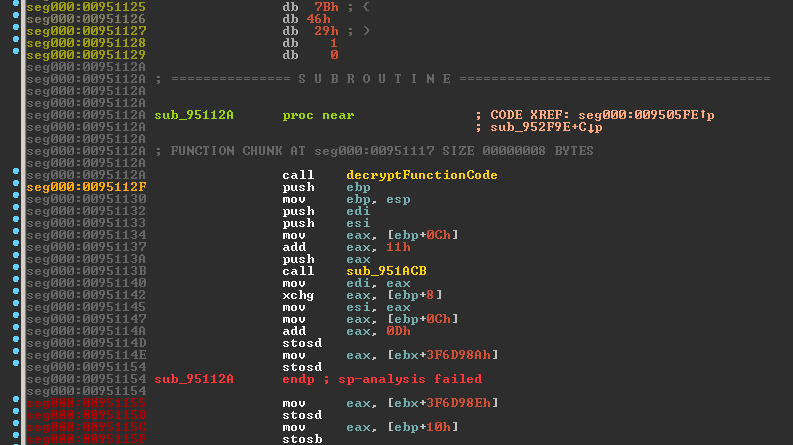 seg000:00951125 db 7Bh ; {
seg000:00951126 db 46h
seg000:00951127 db 29h ; )
seg000:00951128 db 1
seg000:00951129 db 0
seg000:0095112A
seg000:0095112A ; =============== S U B R O U T I N E =======================================
seg000:0095112A
seg000:0095112A
seg000:0095112A sub_95112A proc near ; CODE XREF: seg000:009505FE↑p
seg000:0095112A ; sub_952F9E+C↓p
seg000:0095112A
seg000:0095112A ; FUNCTION CHUNK AT seg000:00951117 SIZE 00000008 BYTES
seg000:0095112A
seg000:0095112A call decryptFunctionCode
seg000:0095112F push ebp
seg000:00951130 mov ebp, esp
seg000:00951132 push edi
seg000:00951133 push esi
seg000:00951134 mov eax, [ebp+0Ch]
seg000:00951137 add eax, 11h
seg000:0095113A push eax
seg000:0095113B call sub_951ACB
seg000:00951140 mov edi, eax
seg000:00951142 xchg eax, [ebp+8]
seg000:00951145 mov esi, eax
seg000:00951147 mov eax, [ebp+0Ch]
seg000:0095114A add eax, 0Dh
seg000:0095114D stosd
seg000:0095114E mov eax, [ebx+3F6D98Ah]
seg000:00951154 stosd
seg000:00951154 sub_95112A endp ; sp-analysis failed
seg000:00951154
seg000:00951155 mov eax, [ebx+3F6D98Eh]
seg000:0095115B stosd
seg000:0095115C mov eax, [ebp+10h]
seg000:0095115F stosb